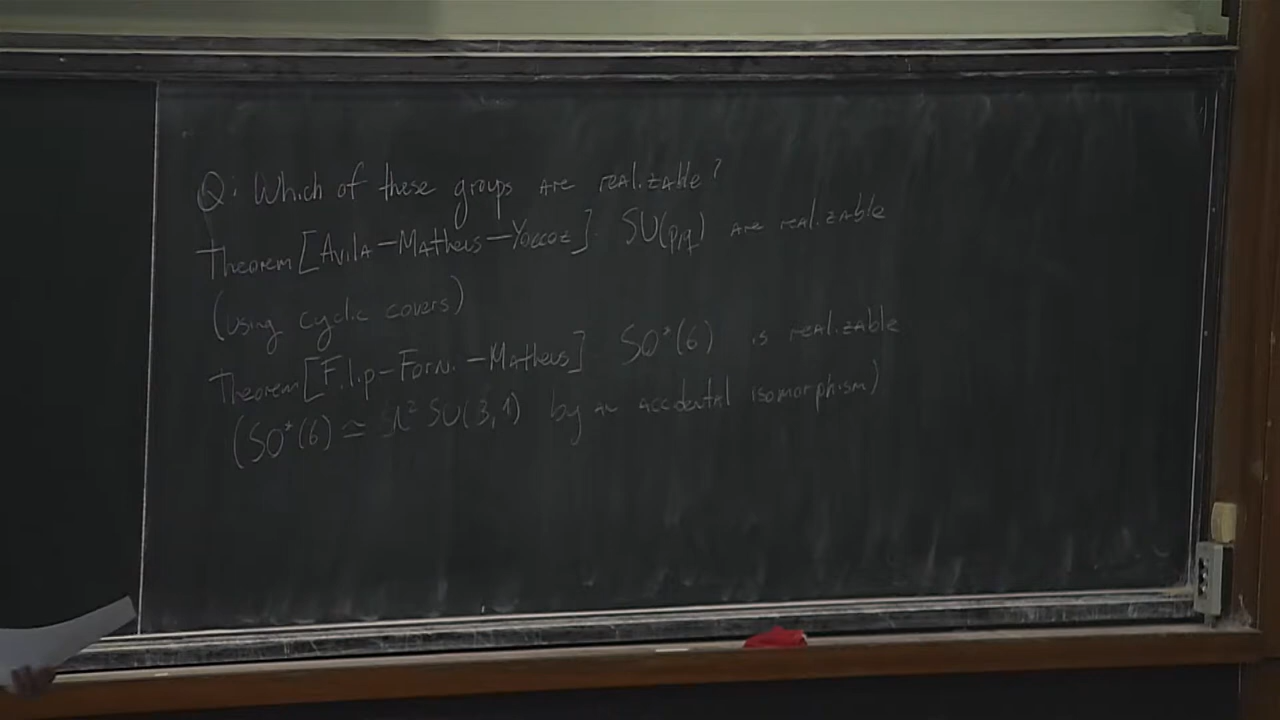 Q: Which of these groups are realizable?
Theorem [Avila-Matheus-Yoccoz]. SU(p,q) are realizable
(using cyclic covers)
Theorem [Filip-Forni-Matheus] SO*(6) is realizable
(SO*(6) ≃ Λ² SU(3,1) by an accidental isomorphism)